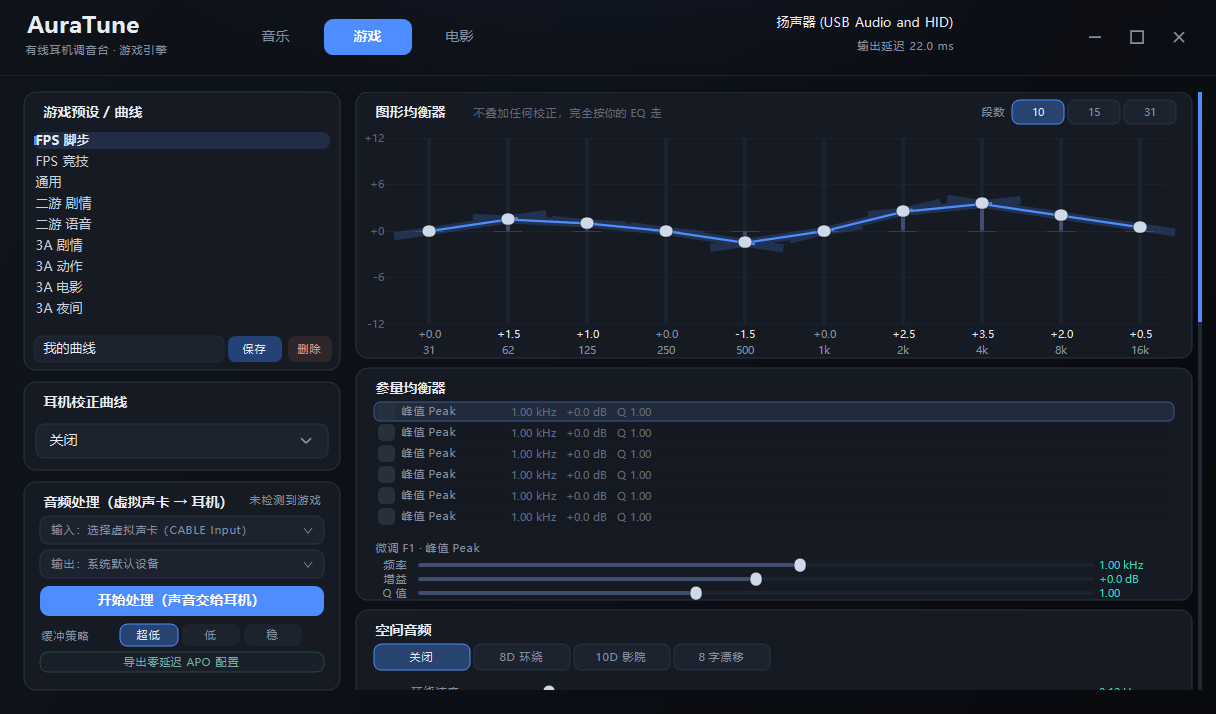 AuraTune
有线耳机调音台 · 游戏引擎
音乐
游戏
电影
扬声器 (USB Audio and HID)
输出延迟 22.0 ms
游戏预设 / 曲线
FPS 脚步
FPS 竞技
通用
二游 剧情
二游 语音
3A 剧情
3A 动作
3A 电影
3A 夜间
我的曲线 保存 删除
耳机校正曲线
关闭
音频处理（虚拟声卡 → 耳机） 未检测到游戏
输入：选择虚拟声卡（CABLE Input）
输出：系统默认设备
开始处理（声音交给耳机）
缓冲策略 超低 低 稳
导出零延迟 APO 配置
图形均衡器 不叠加任何校正，完全按你的 EQ 走 段数 10 15 31
+12
+6
+0
-6
-12
+0.0 +1.5 +1.0 +0.0 -1.5 +0.0 +2.5 +3.5 +2.0 +0.5
31 62 125 250 500 1k 2k 4k 8k 16k
参量均衡器
峰值 Peak 1.00 kHz +0.0 dB Q 1.00
峰值 Peak 1.00 kHz +0.0 dB Q 1.00
峰值 Peak 1.00 kHz +0.0 dB Q 1.00
峰值 Peak 1.00 kHz +0.0 dB Q 1.00
峰值 Peak 1.00 kHz +0.0 dB Q 1.00
峰值 Peak 1.00 kHz +0.0 dB Q 1.00
微调 F1 · 峰值 Peak
频率 1.00 kHz
增益 +0.0 dB
Q 值 1.00
空间音频
关闭 8D 环绕 10D 影院 8 字漂移